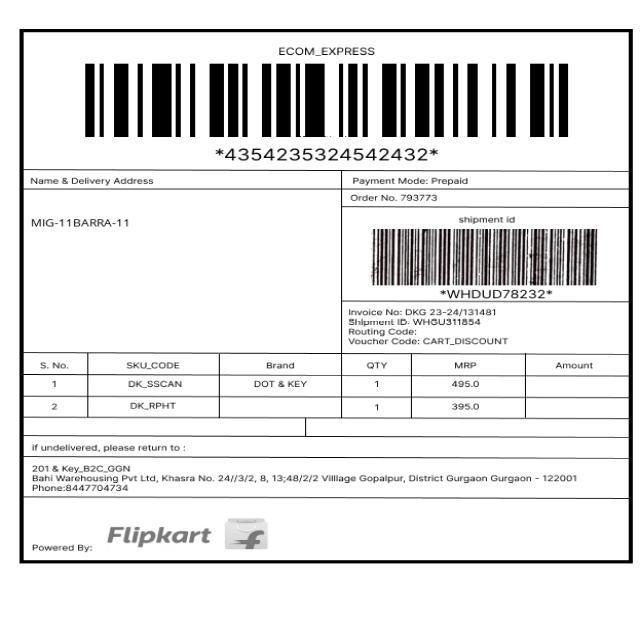 ECOM_EXPRESS
*4354235324542432*
Name & Delivery Address
Payment Mode: Prepaid
Order No. 793773
MIG-11BARRA-11
shipment id
*WHDUD78232*
Invoice No: DKG 23-24/131481
Shipment ID: WHGU311854
Routing Code:
Voucher Code: CART_DISCOUNT
S. No. SKU_CODE Brand QTY MRP Amount
1 DK_SSCAN DOT & KEY 1 495.0
2 DK_RPHT 1 395.0
if undelivered, please return to :
201 & Key_B2C_GGN
Bahi Warehousing Pvt Ltd, Khasra No. 24//3/2, 8, 13;48/2/2 Villlage Gopalpur, District Gurgaon Gurgaon - 122001
Phone:8447704734
Powered By: Flipkart